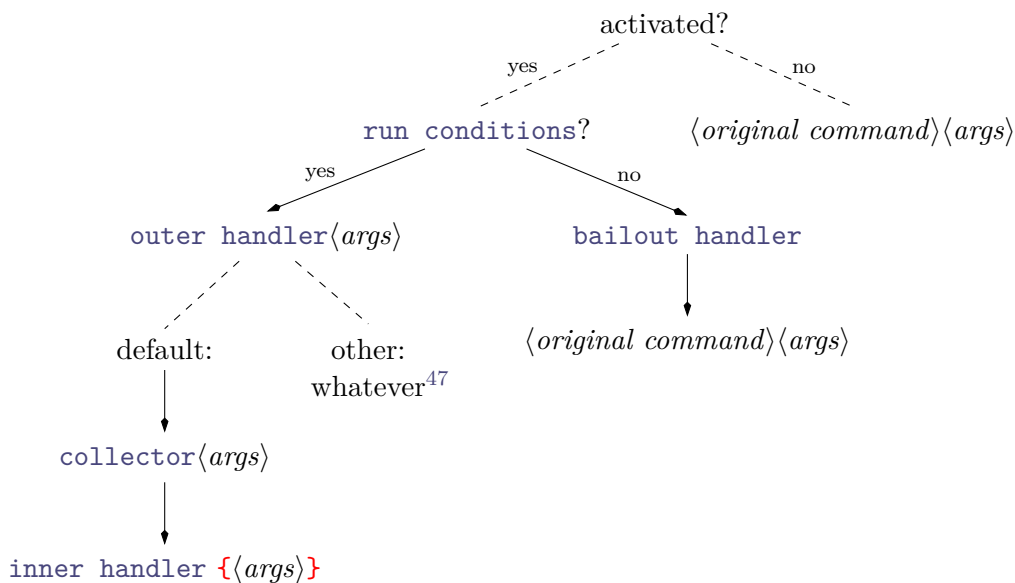 activated?
yes
no
run conditions?
⟨original command⟩⟨args⟩
yes
no
outer handler⟨args⟩
bailout handler
default:
other:
whatever47
⟨original command⟩⟨args⟩
collector⟨args⟩
inner handler {⟨args⟩}